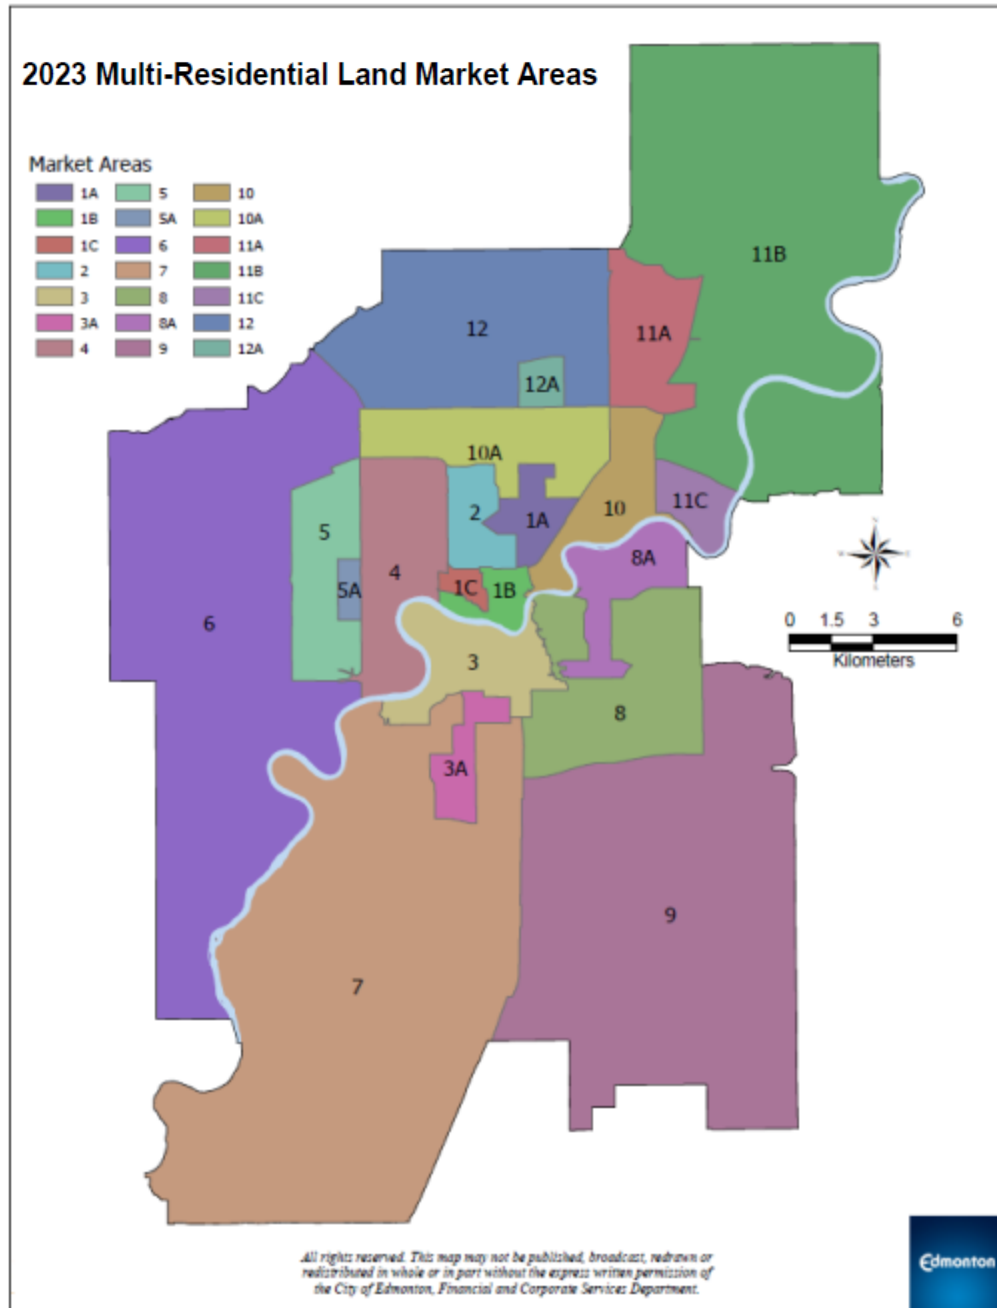 2023 Multi-Residential Land Market Areas
Market Areas
1A 5 10
1B 5A 10A
1C 6 11A
2 7 11B
3 8 11C
3A 8A 12
4 9 12A
11B
12
11A
12A
10A
2
1A
10
11C
5
8A
5A
4
1C
1B
6
3
8
3A
9
7
0 1.5 3 6
Kilometers
All rights reserved. This map may not be published, broadcast, redrawn or
redistributed in whole or in part without the express written permission of
the City of Edmonton, Financial and Corporate Services Department.
Edmonton